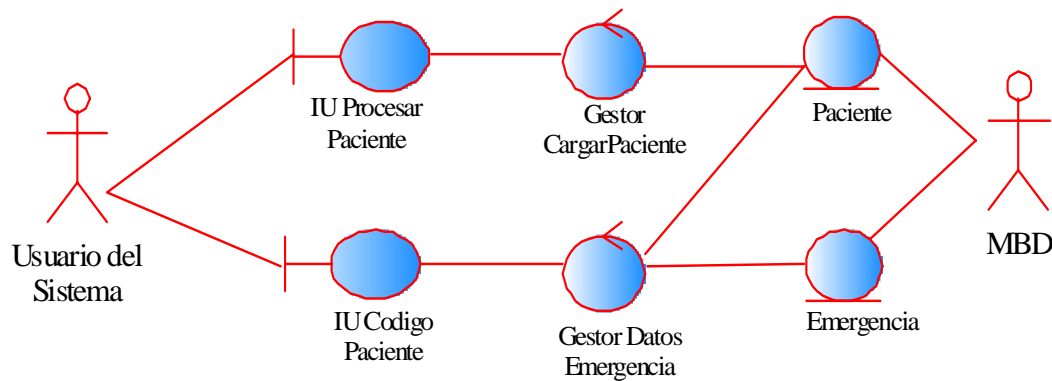 IU Procesar
Paciente
Gestor
CargarPaciente
Paciente
Usuario del
Sistema
MBD
IU Codigo
Paciente
Gestor Datos
Emergencia
Emergencia